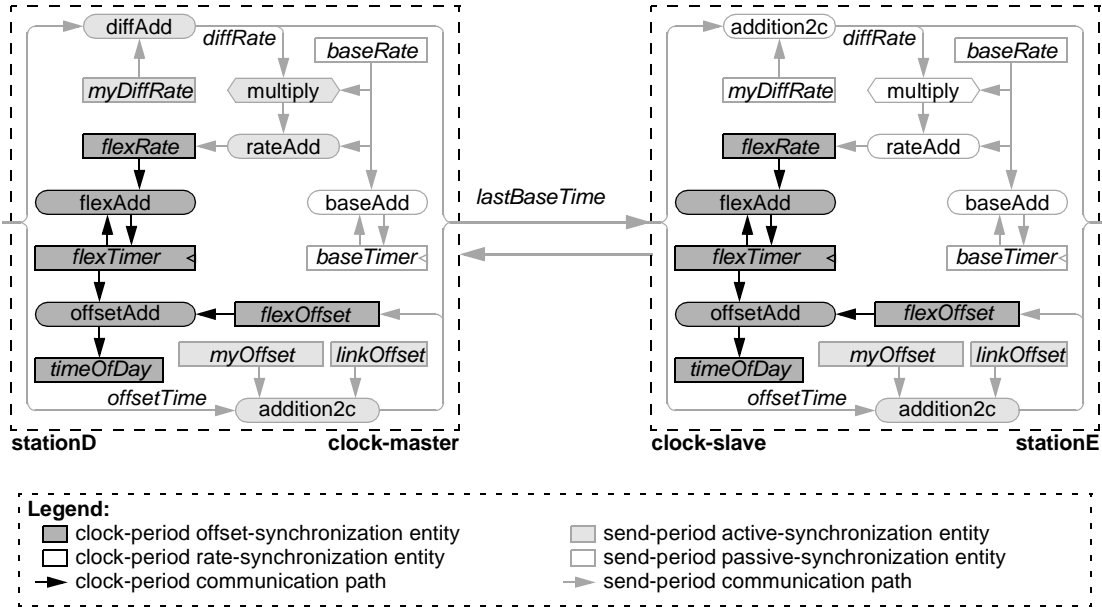 diffAdd
diffRate
baseRate
myDiffRate
multiply
flexRate
rateAdd
flexAdd
baseAdd
flexTimer <
baseTimer <
offsetAdd
flexOffset
myOffset
linkOffset
timeOfDay
offsetTime
addition2c
stationD
clock-master
lastBaseTime
addition2c
diffRate
baseRate
myDiffRate
multiply
flexRate
rateAdd
flexAdd
baseAdd
flexTimer <
baseTimer <
offsetAdd
flexOffset
myOffset
linkOffset
timeOfDay
offsetTime
addition2c
clock-slave
stationE
Legend:
clock-period offset-synchronization entity
clock-period rate-synchronization entity
clock-period communication path
send-period active-synchronization entity
send-period passive-synchronization entity
send-period communication path